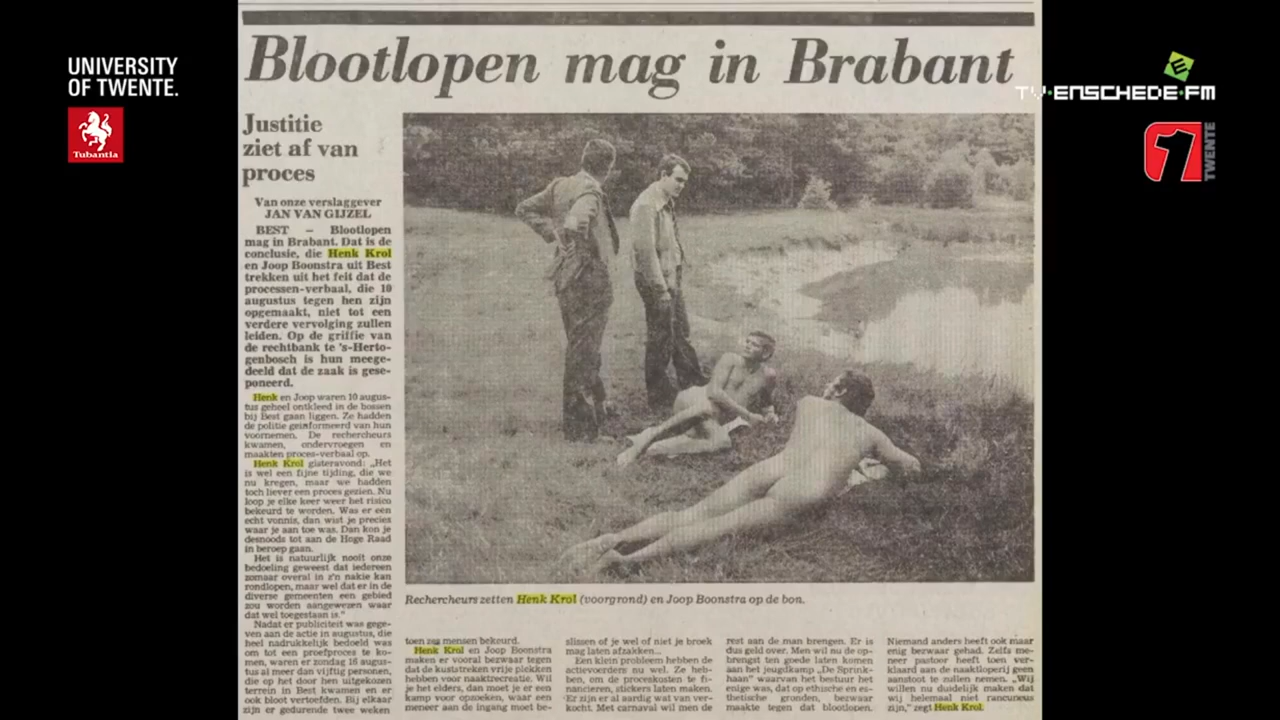 UNIVERSITY
OF TWENTE.
Tubantia
TV·ENSCHEDE·FM
1
TWENTE
Blootlopen mag in Brabant
Justitie
ziet af van
proces
Van onze verslaggever
JAN VAN GIJZEL
BEST – Blootlopen
mag in Brabant. Dat is de
conclusie, die Henk Krol
en Joop Boonstra uit Best
trekken uit het feit dat de
processen-verbaal, die 10
augustus tegen hen zijn
opgemaakt, niet tot een
verdere vervolging zullen
leiden. Op de griffie van
de rechtbank te 's-Herto-
genbosch is hun meege-
deeld dat de zaak is gese-
poneerd.
Henk en Joop waren 10 augus-
tus geheel ontkleed in de bossen
bij Best gaan liggen. Ze hadden
de politie geinformeerd van hun
voornemen. De rechercheurs
kwamen, ondervroegen en
maakten proces-verbaal op.
Henk Krol gisteravond: „Het
is wel een fijne tijding, die we
nu kregen, maar we hadden
toch liever een proces gezien. Nu
loop je elke keer weer het risico
bekeurd te worden. Was er een
echt vonnis, dan wist je precies
waar je aan toe was. Dan kon je
desnoods tot aan de Hoge Raad
in beroep gaan.
Het is natuurlijk nooit onze
bedoeling geweest dat iedereen
zomaar overal in z'n nakie kan
rondlopen, maar wel dat er in de
diverse gemeenten een gebied
zou worden aangewezen waar
dat wel toegestaan is."
Nadat er publiciteit was gege-
ven aan de actie in augustus, die
heel nadrukkelijk bedoeld was
om tot een proefproces te ko-
men, waren er zondag 16 augus-
tus al meer dan vijftig personen,
die op het door hen uitgekozen
terrein in Best kwamen en er
ook bloot vertoefden. Bij elkaar
zijn er gedurende twee weken
Rechercheurs zetten Henk Krol (voorgrond) en Joop Boonstra op de bon.
toen zes mensen bekeurd.
Henk Krol en Joop Boonstra
maken er vooral bezwaar tegen
dat de kuststreken vrije plekken
hebben voor naaktrecreatie. Wil
je het elders, dan moet je er een
kamp voor opzoeken, waar een
meneer aan de ingang moet be-
slissen of je wel of niet je broek
mag laten afzakken...
Een klein probleem hebben de
actievoerders nu wel. Ze heb-
ben, om de proceskosten te fi-
nancieren, stickers laten maken.
Er zijn er al aardig wat van ver-
kocht. Met carnaval wil men de
rest aan de man brengen. Er is
dus geld over. Men wil nu de op-
brengst ten goede laten komen
aan het jeugdkamp „De Sprink-
haan" waarvan het bestuur het
enige was, dat op ethische en es-
thetische gronden, bezwaar
maakte tegen dat blootlopen.
Niemand anders heeft ook maar
enig bezwaar gehad. Zelfs me-
neer pastoor heeft toen ver-
klaard aan de naaktloperij geen
aanstoot te zullen nemen. „Wij
willen nu duidelijk maken dat
wij helemaal niet rancuneus
zijn," zegt Henk Krol.